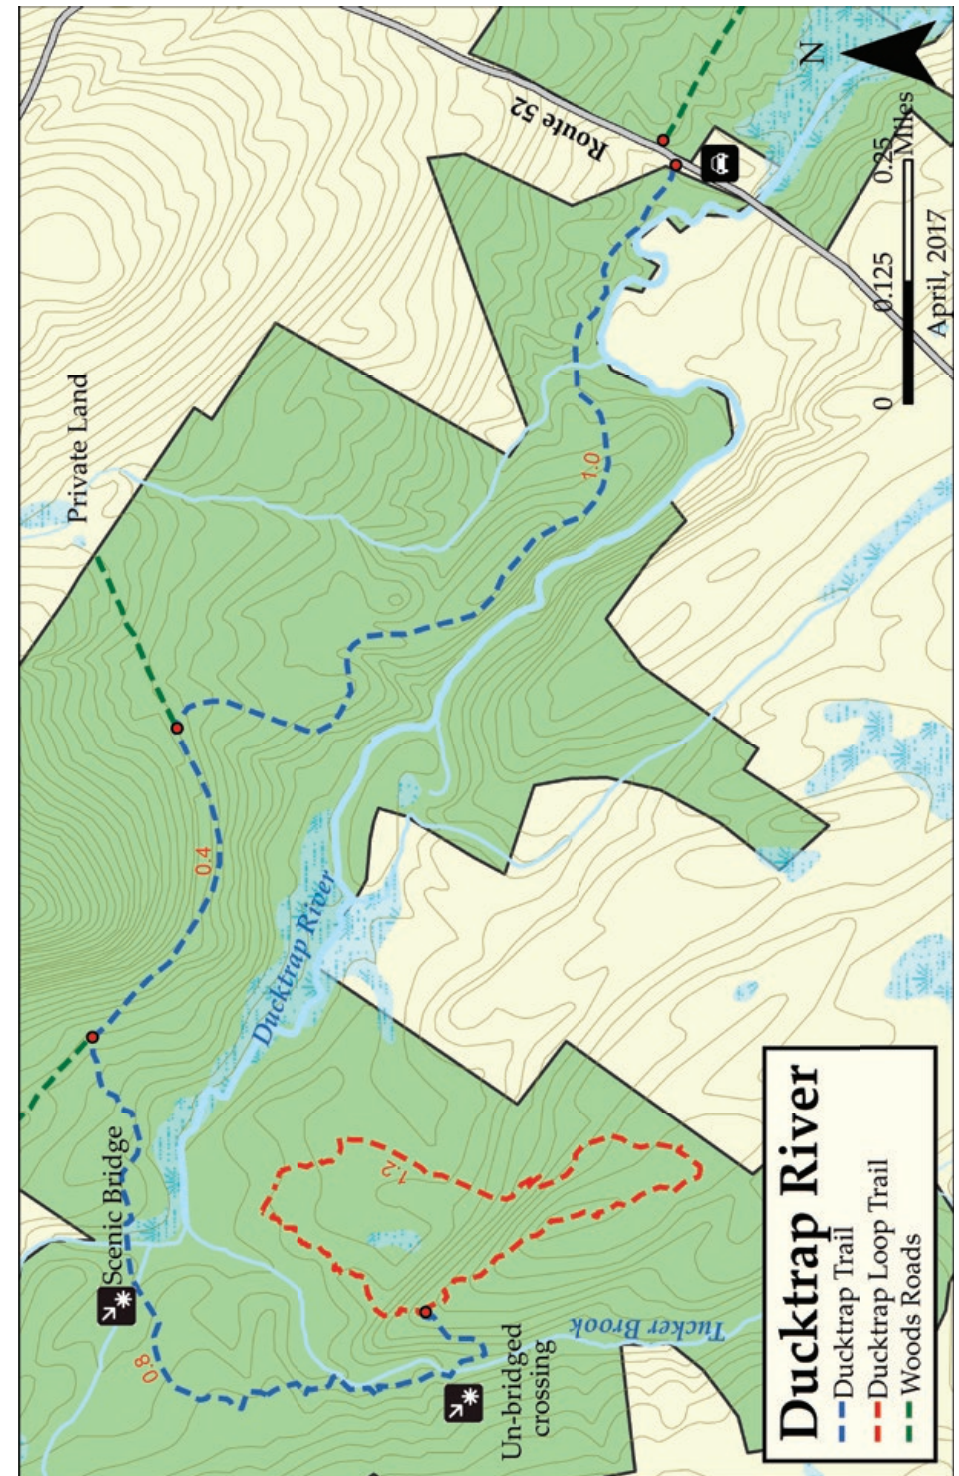 Private Land
Route 52
N
0
0.125
0.25
Miles
April, 2017
1.0
0.4
Ducktrap River
Scenic Bridge
0.8
1.2
Tucker Brook
Un-bridged
crossing
Ducktrap River
Ducktrap Trail
Ducktrap Loop Trail
Woods Roads